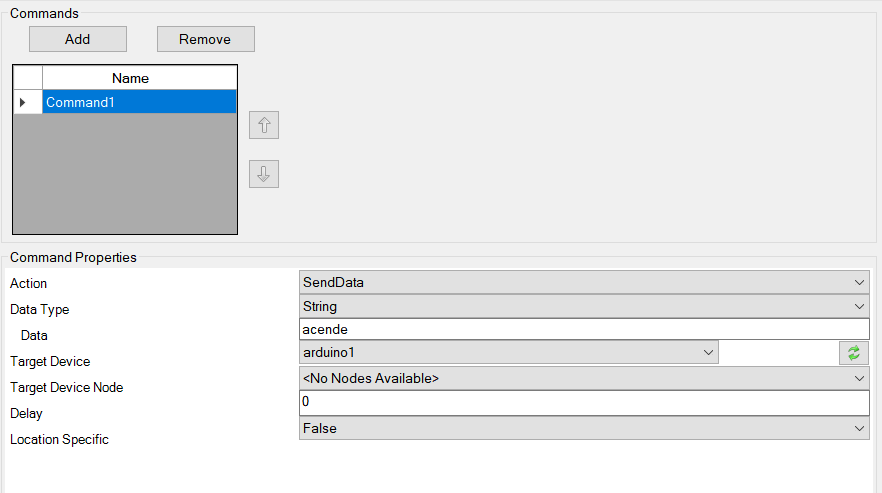 Commands
Add Remove
Name
Command1
Command Properties
Action SendData
Data Type String
Data acende
Target Device arduino1
Target Device Node <No Nodes Available>
Delay 0
Location Specific False